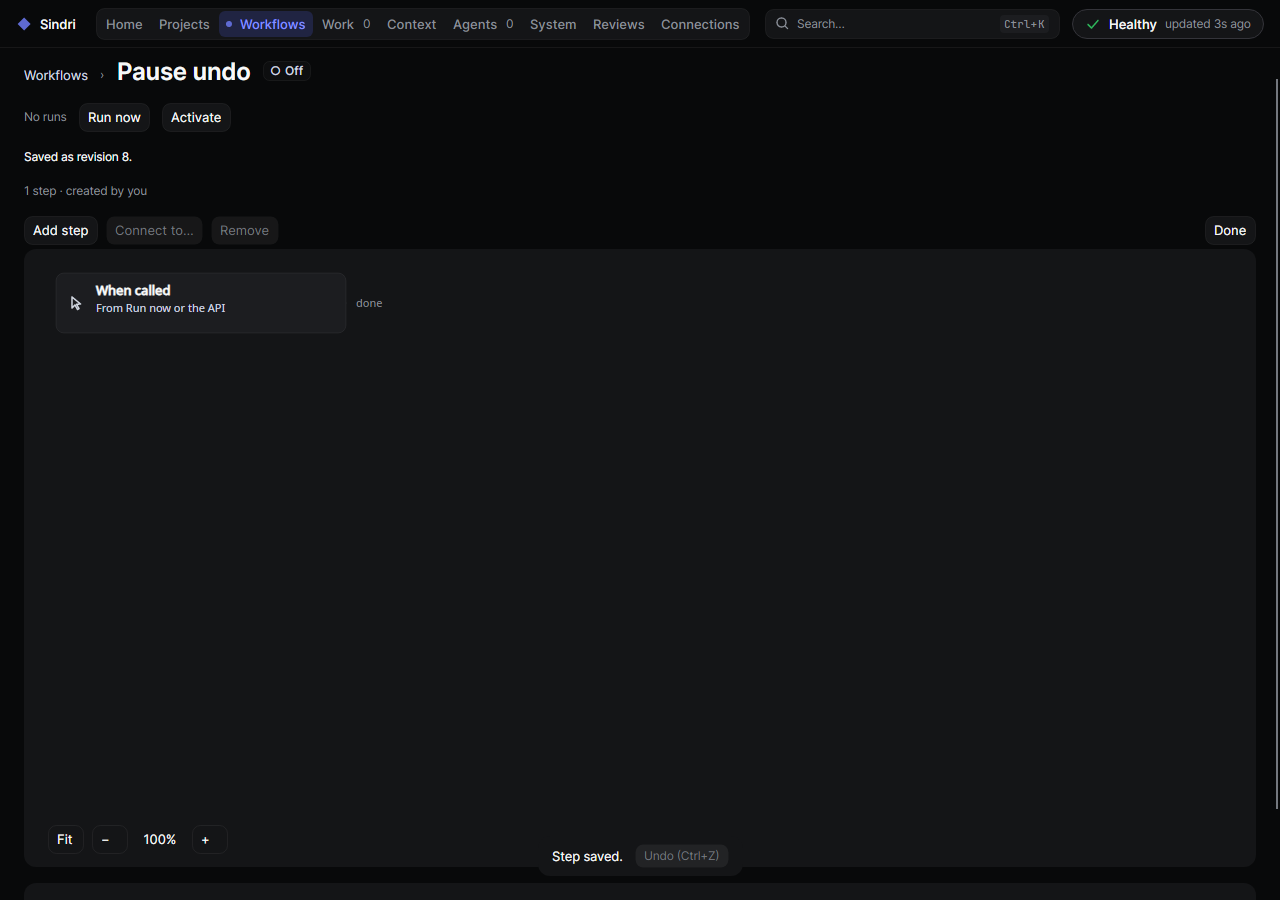 Sindri Home Projects Workflows Work 0 Context Agents 0 System Reviews Connections Search... Ctrl+K Healthy updated 3s ago
Workflows › Pause undo Off
No runs Run now Activate
Saved as revision 8.
1 step · created by you
Add step Connect to... Remove Done
When called
From Run now or the API
done
Fit − 100% +
Step saved. Undo (Ctrl+Z)